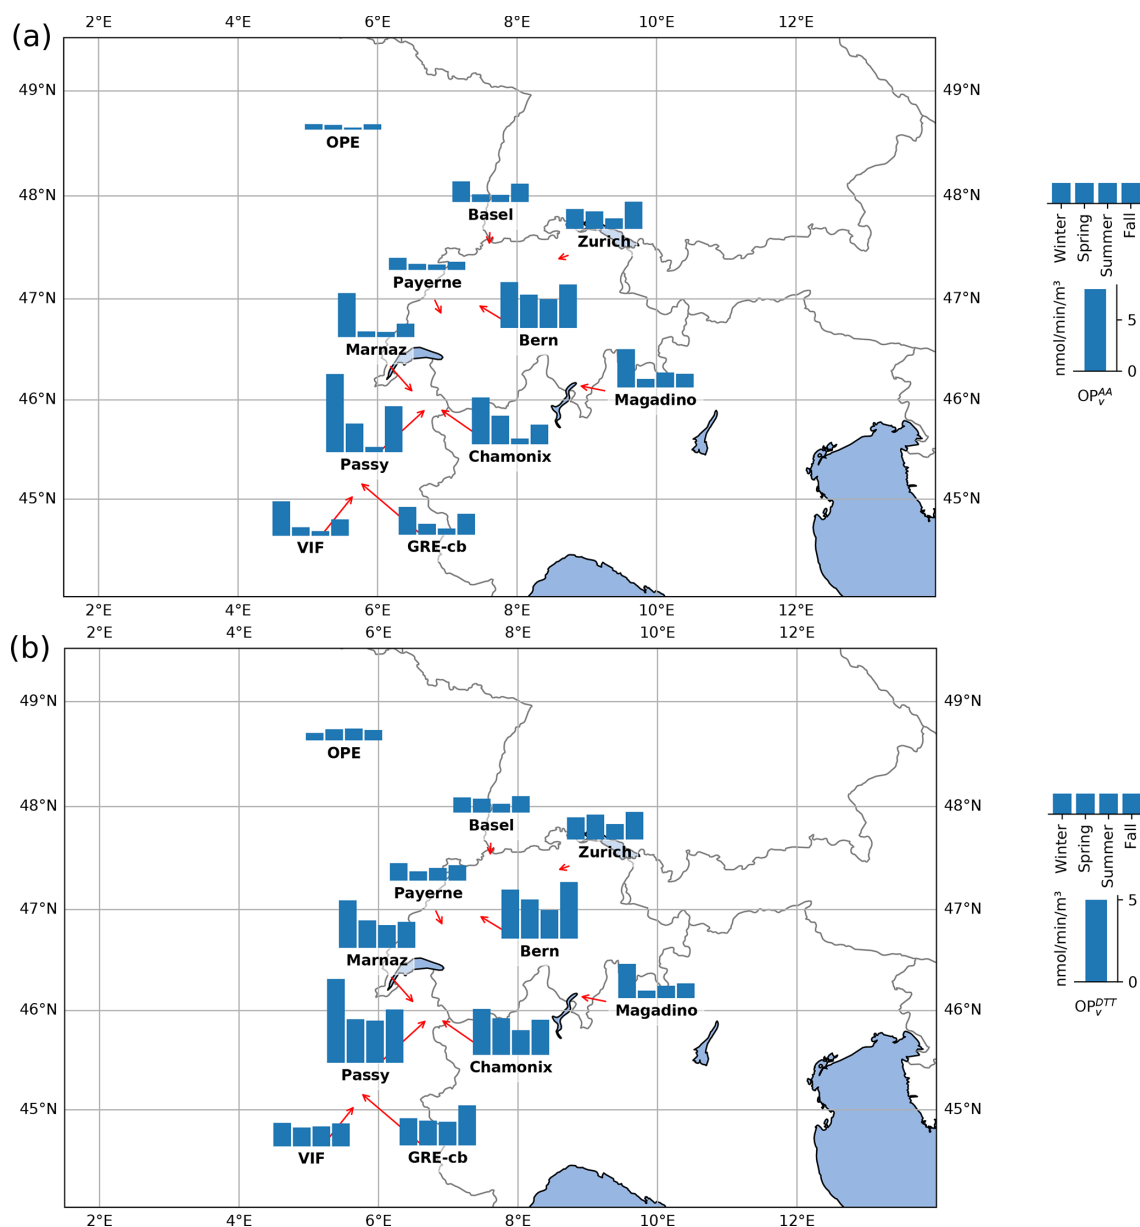 (a)
2°E 4°E 6°E 8°E 10°E 12°E
49°N 49°N
OPE
48°N 48°N
Basel
Zurich
Payerne
47°N 47°N
Bern
Marnaz
46°N 46°N
Magadino
Passy
Chamonix
45°N 45°N
VIF
GRE-cb
2°E 4°E 6°E 8°E 10°E 12°E
Winter
Spring
Summer
Fall
nmol/min/m³
5
0
OP_v^{AA}
(b)
2°E 4°E 6°E 8°E 10°E 12°E
49°N 49°N
OPE
48°N 48°N
Basel
Zurich
Payerne
47°N 47°N
Bern
Marnaz
46°N 46°N
Magadino
Passy
Chamonix
45°N 45°N
VIF
GRE-cb
2°E 4°E 6°E 8°E 10°E 12°E
Winter
Spring
Summer
Fall
nmol/min/m³
5
0
OP_v^{DTT}